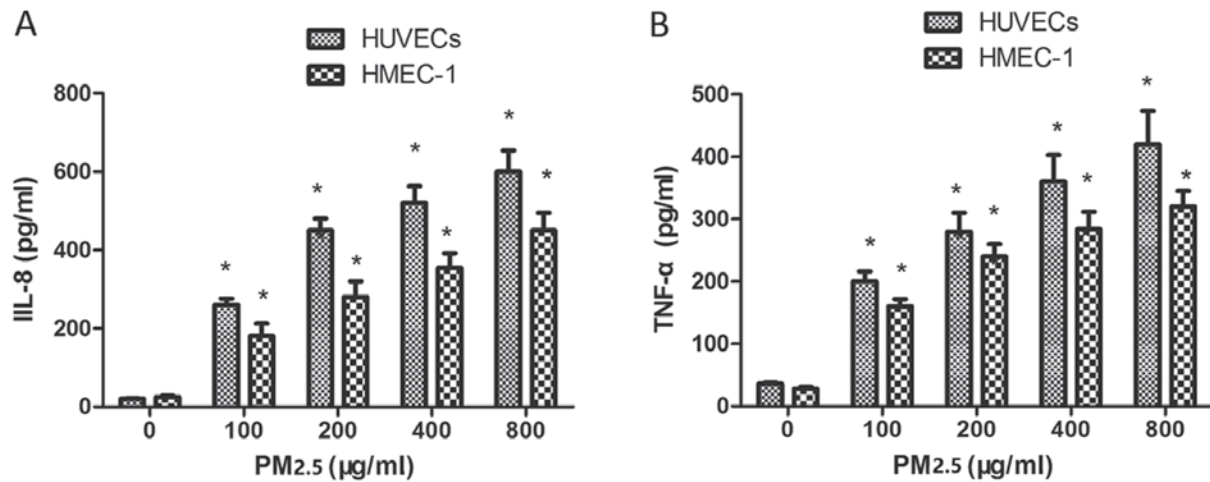 A
HUVECs
HMEC-1
IIL-8 (pg/ml)
800
600
400
200
0
* * * * * * * *
0 100 200 400 800
PM2.5 (μg/ml)
B
HUVECs
HMEC-1
TNF-α (pg/ml)
500
400
300
200
100
0
* * * * * * * *
0 100 200 400 800
PM2.5 (μg/ml)